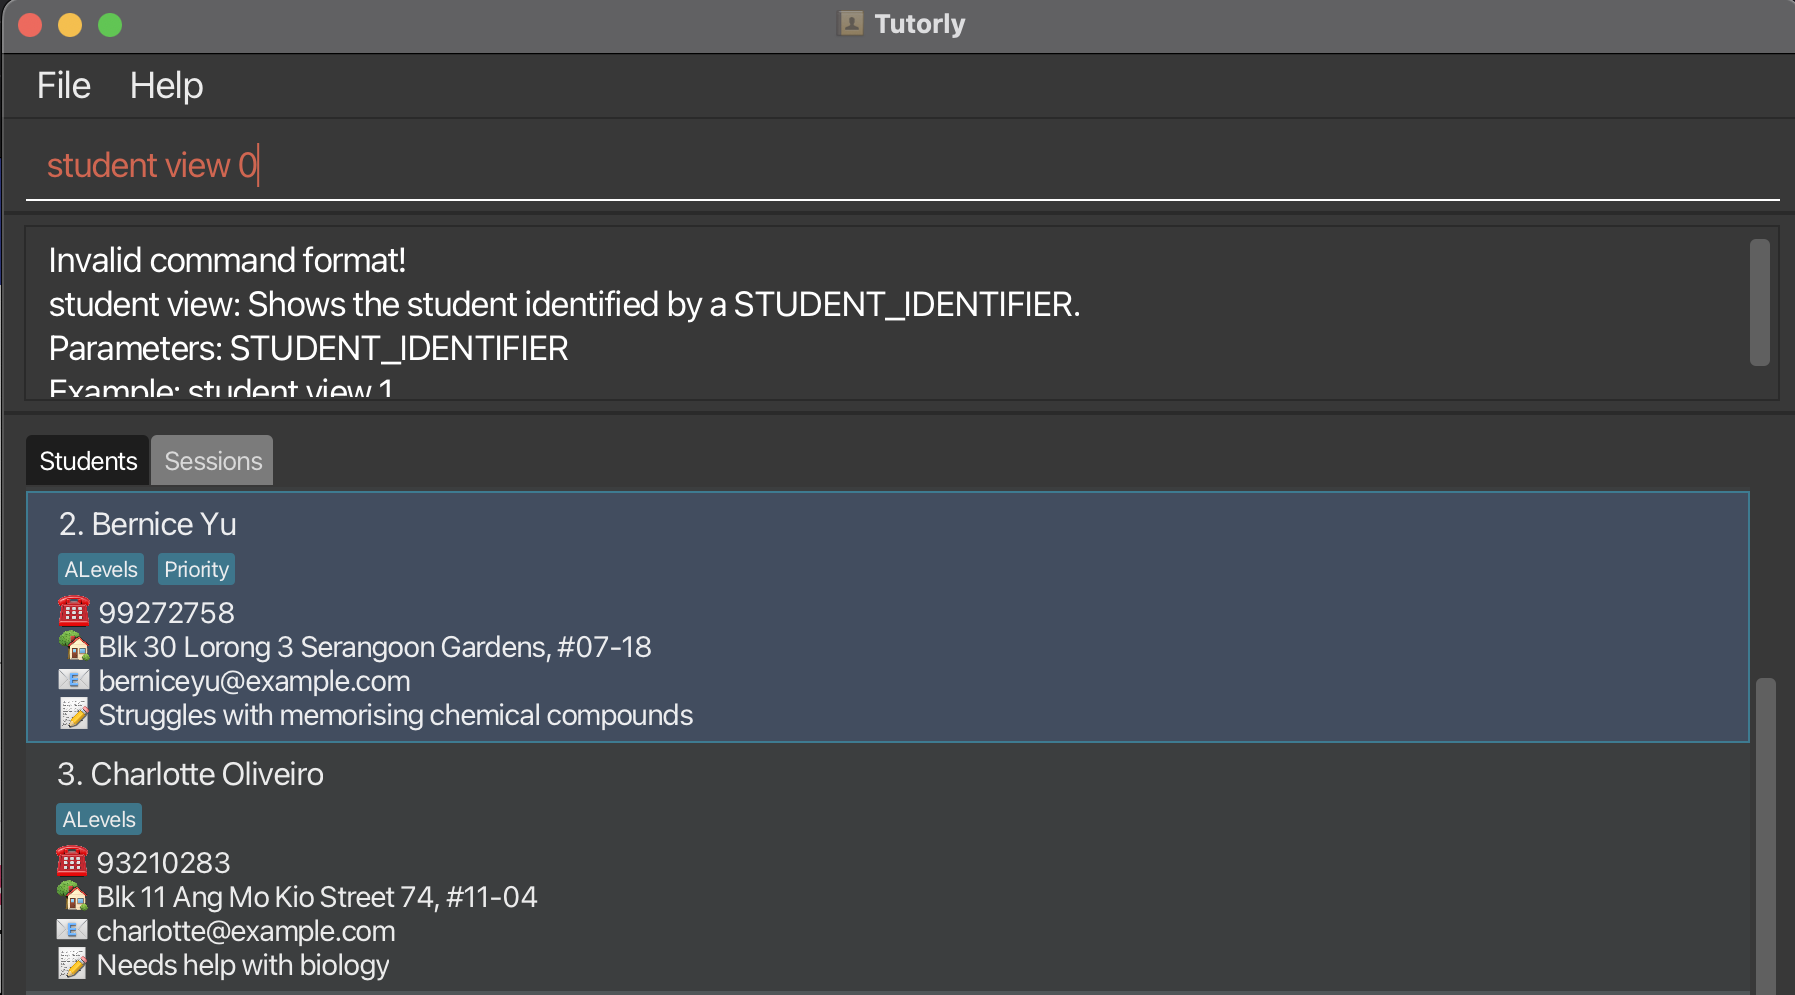 Tutorly
File Help
student view 0
Invalid command format!
student view: Shows the student identified by a STUDENT_IDENTIFIER.
Parameters: STUDENT_IDENTIFIER
Example: student view 1
Students Sessions
2. Bernice Yu
ALevels Priority
99272758
Blk 30 Lorong 3 Serangoon Gardens, #07-18
berniceyu@example.com
Struggles with memorising chemical compounds
3. Charlotte Oliveiro
ALevels
93210283
Blk 11 Ang Mo Kio Street 74, #11-04
charlotte@example.com
Needs help with biology